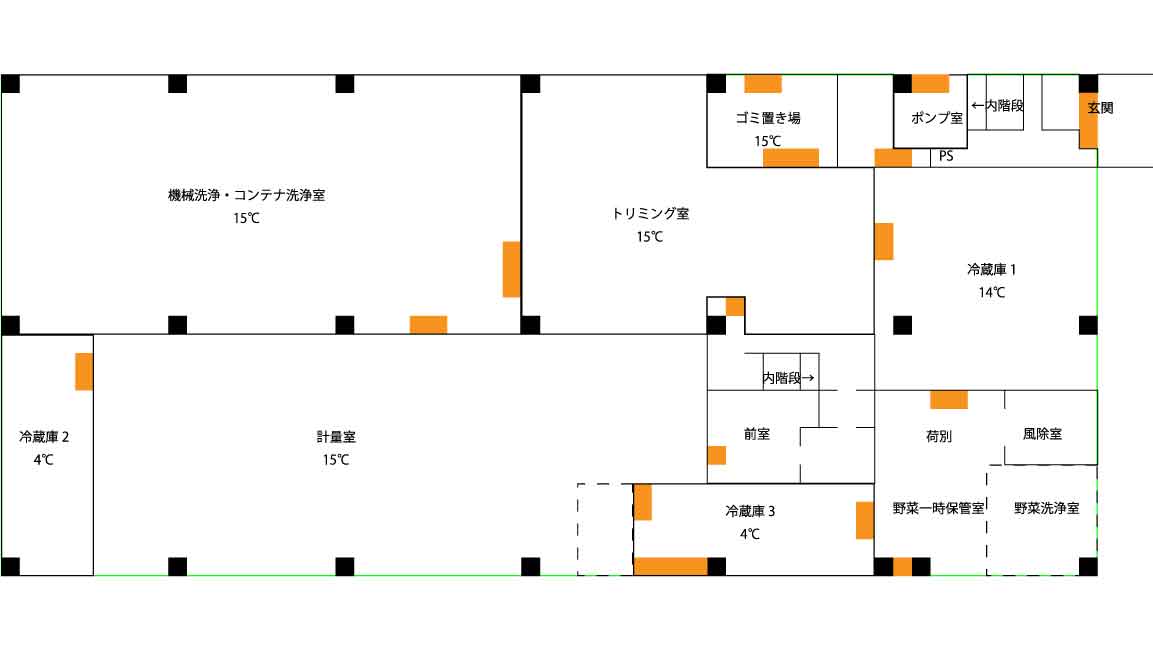 ゴミ置き場
15℃
ポンプ室
←内階段
玄関
PS
機械洗浄・コンテナ洗浄室
15℃
トリミング室
15℃
冷蔵庫1
14℃
内階段→
冷蔵庫2
4℃
計量室
15℃
前室
荷別
風除室
冷蔵庫3
4℃
野菜一時保管室
野菜洗浄室